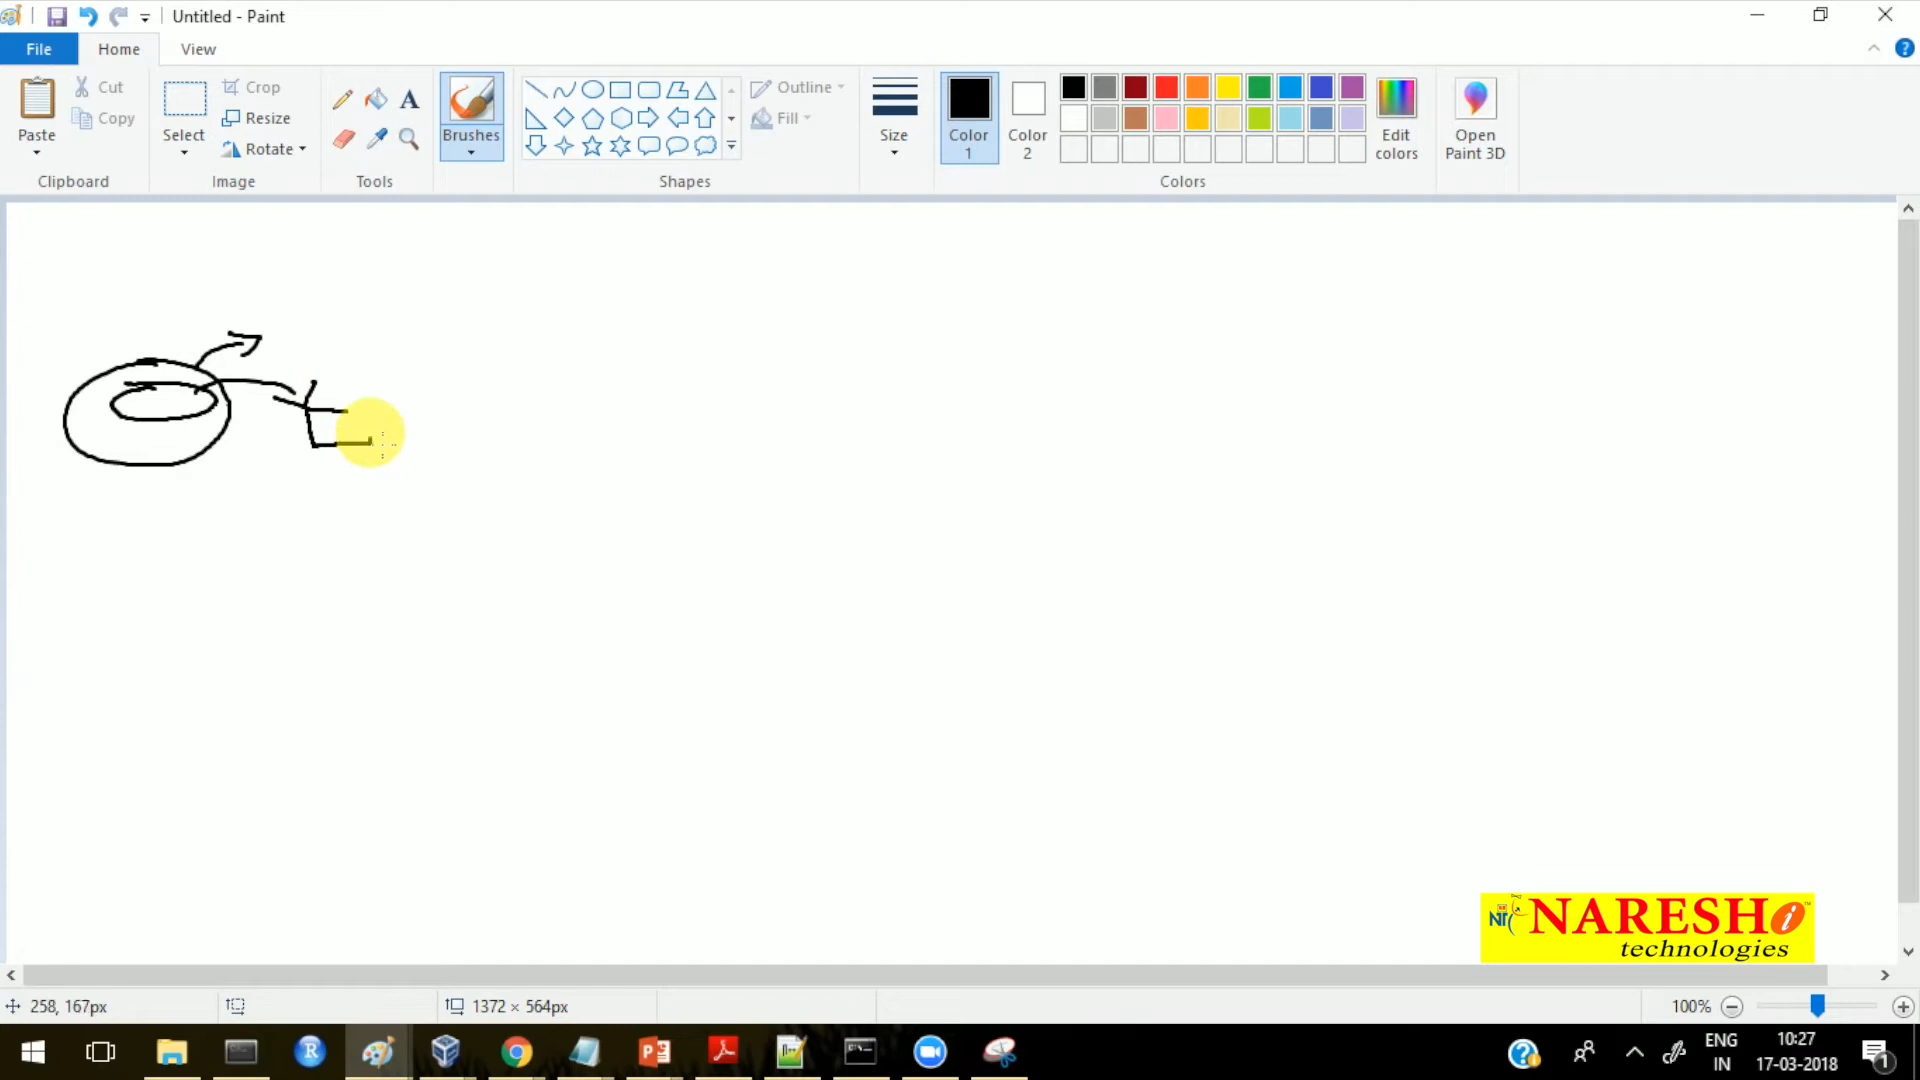 Untitled - Paint
File Home View
Paste
Cut
Copy
Clipboard
Select
Crop
Resize
Rotate
Image
A
Tools
Brushes
Shapes
Outline
Fill
Size
Color 1
Color 2
Colors
Edit colors
Open Paint 3D
NARESH i
technologies
258, 167px
1372 × 564px
100%
ENG
IN
10:27
17-03-2018
1